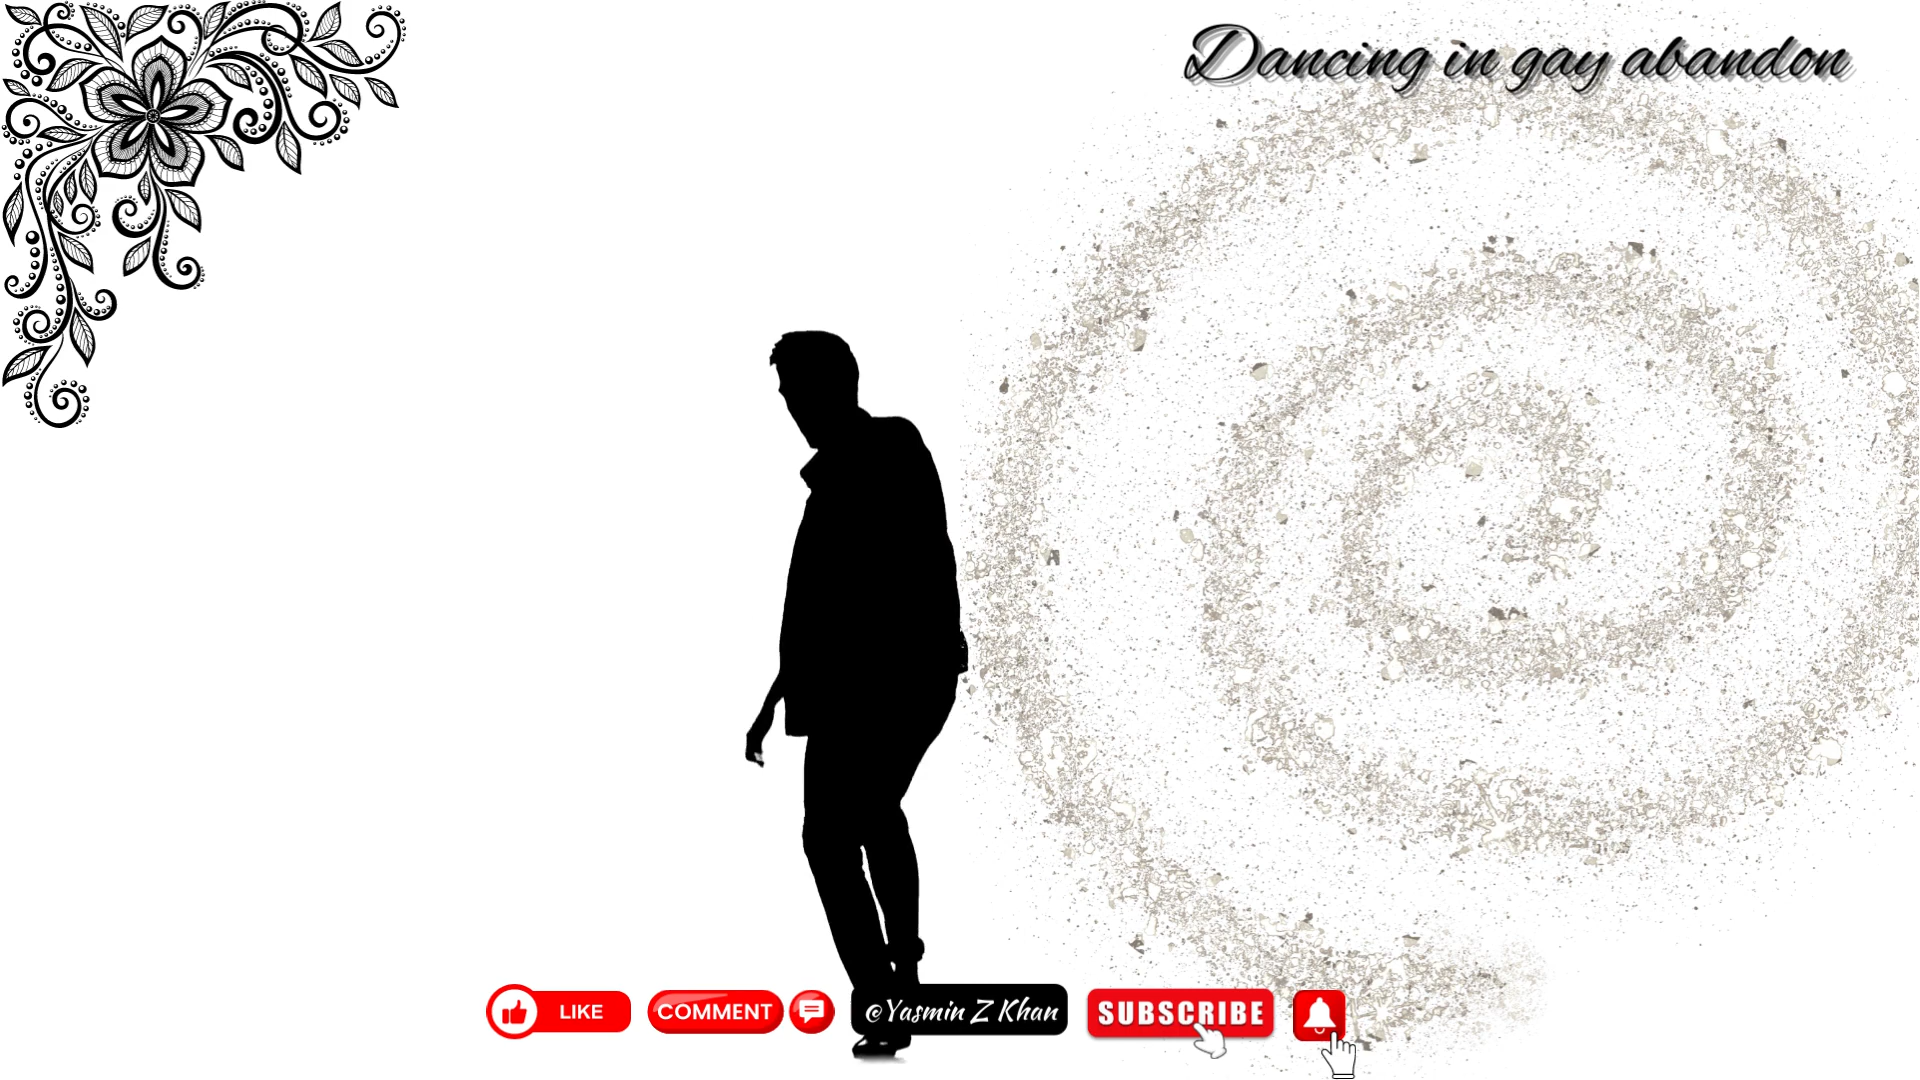 Dancing in gay abandon
LIKE
COMMENT
@Yasmin Z Khan
SUBSCRIBE